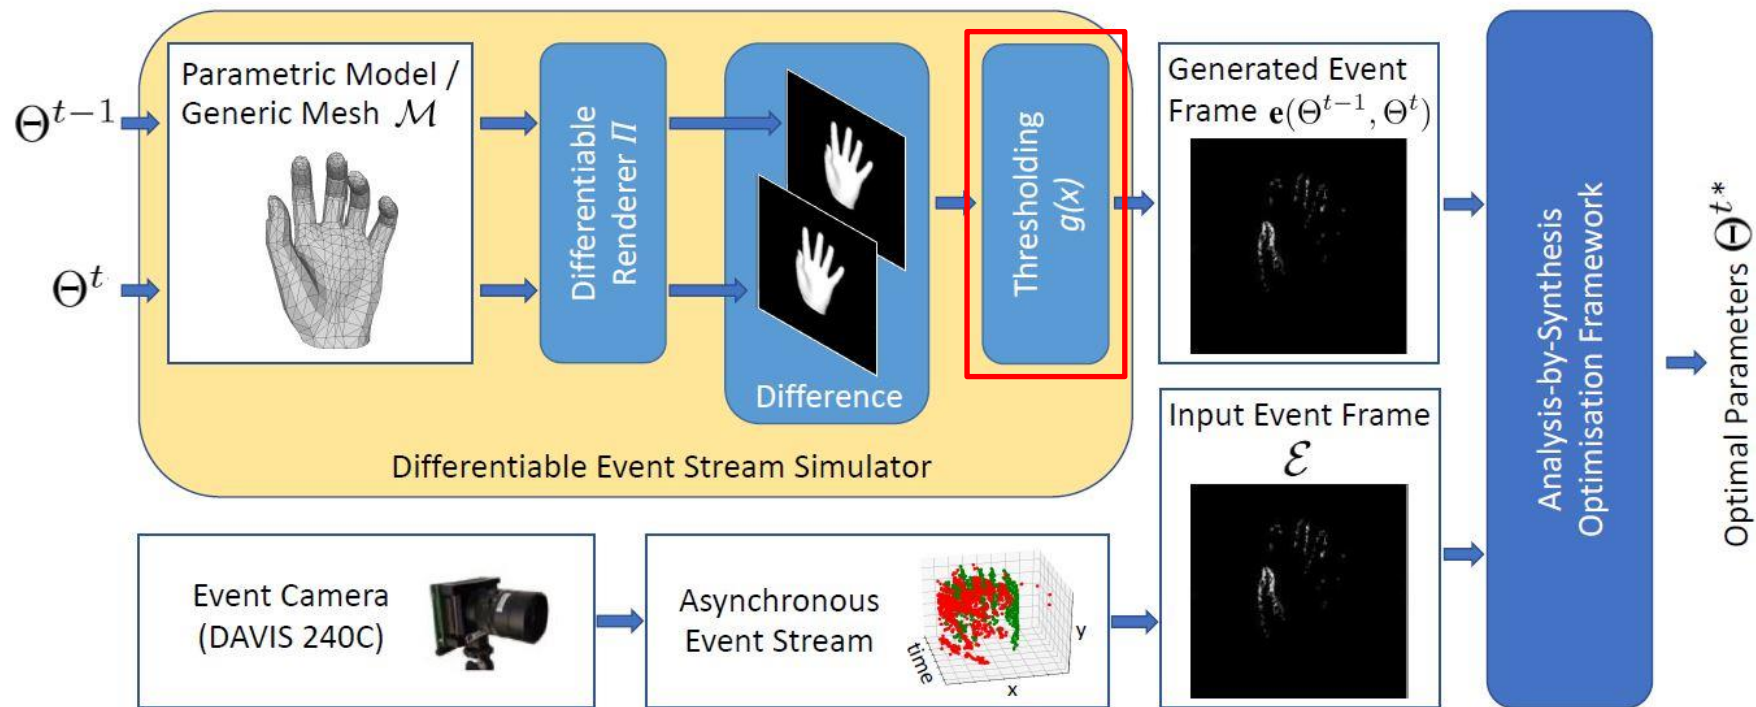 Θ^{t-1}
Θ^{t}
Parametric Model /
Generic Mesh ℳ
Differentiable
Renderer Π
Difference
Thresholding
g(x)
Differentiable Event Stream Simulator
Generated Event
Frame e(Θ^{t-1}, Θ^{t})
Input Event Frame
ℰ
Event Camera
(DAVIS 240C)
Asynchronous
Event Stream
time
x
y
Analysis-by-Synthesis
Optimisation Framework
Optimal Parameters Θ^{t*}